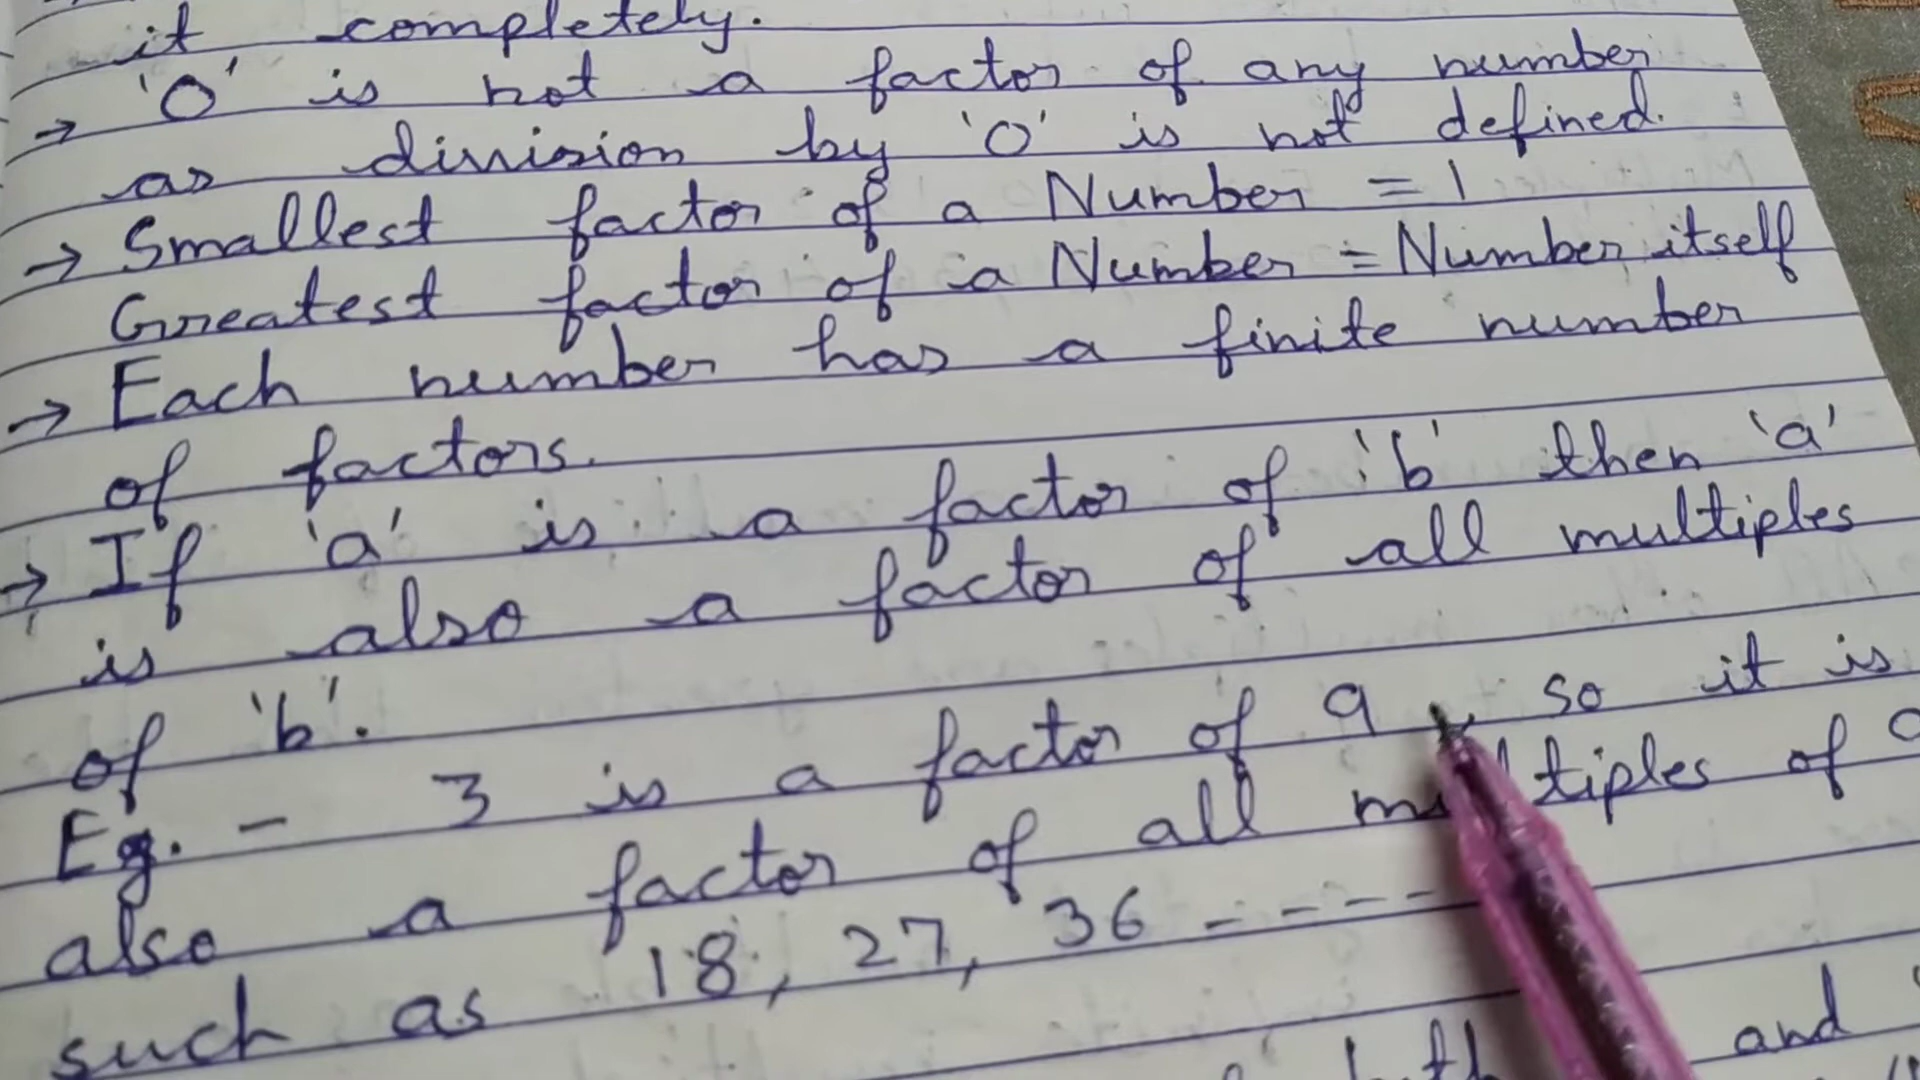 it completely.
→ 'O' is not a factor of any number
as division by 'O' is not defined.
→ Smallest factor of a Number = 1
Greatest factor of a Number = Number itself
→ Each number has a finite number
of factors.
→ If 'a' is a factor of 'b' then 'a'
is also a factor of all multiples
of 'b'.
Eg. - 3 is a factor of 9, so it is
also a factor of all multiples of
such as 18, 27, 36 - - - -
and